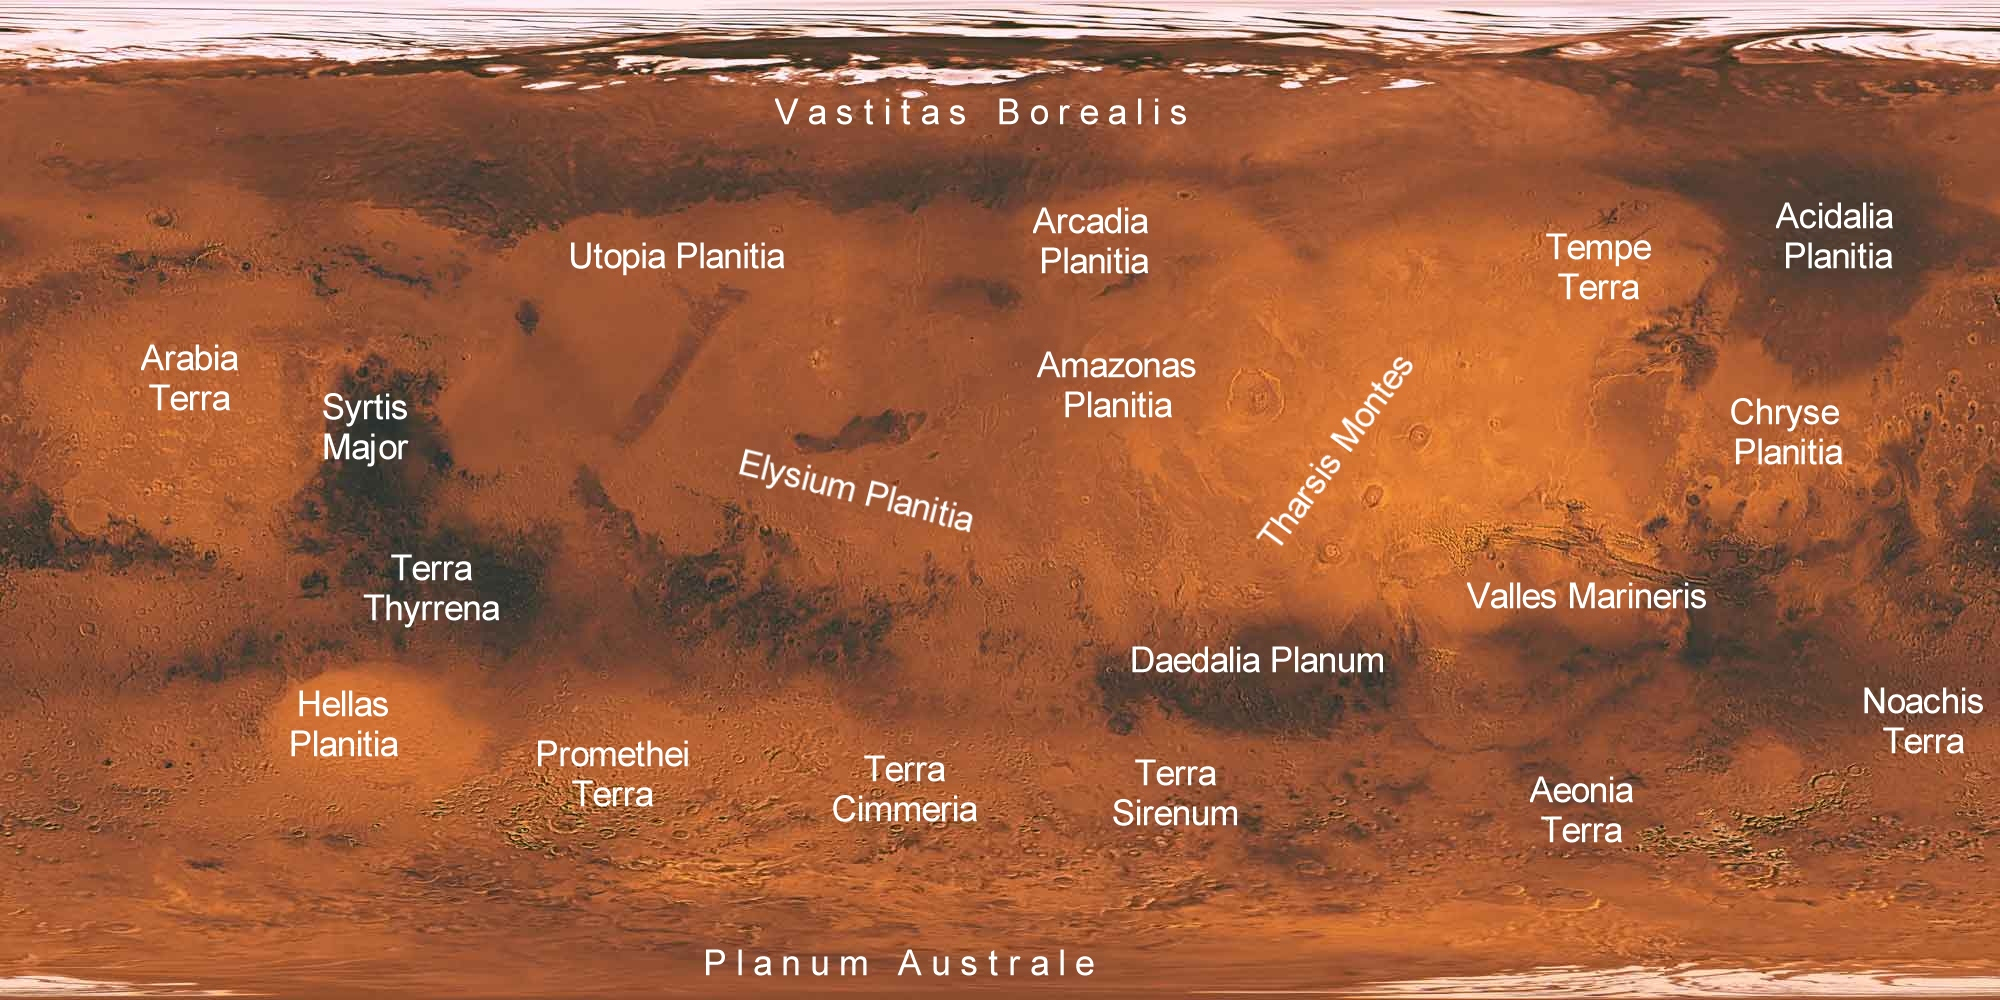 Vastitas Borealis
Utopia Planitia
Arcadia
Planitia
Tempe
Terra
Acidalia
Planitia
Arabia
Terra
Syrtis
Major
Amazonas
Planitia
Tharsis Montes
Chryse
Planitia
Elysium Planitia
Terra
Thyrrena
Valles Marineris
Daedalia Planum
Hellas
Planitia
Noachis
Terra
Promethei
Terra
Terra
Cimmeria
Terra
Sirenum
Aeonia
Terra
Planum Australe